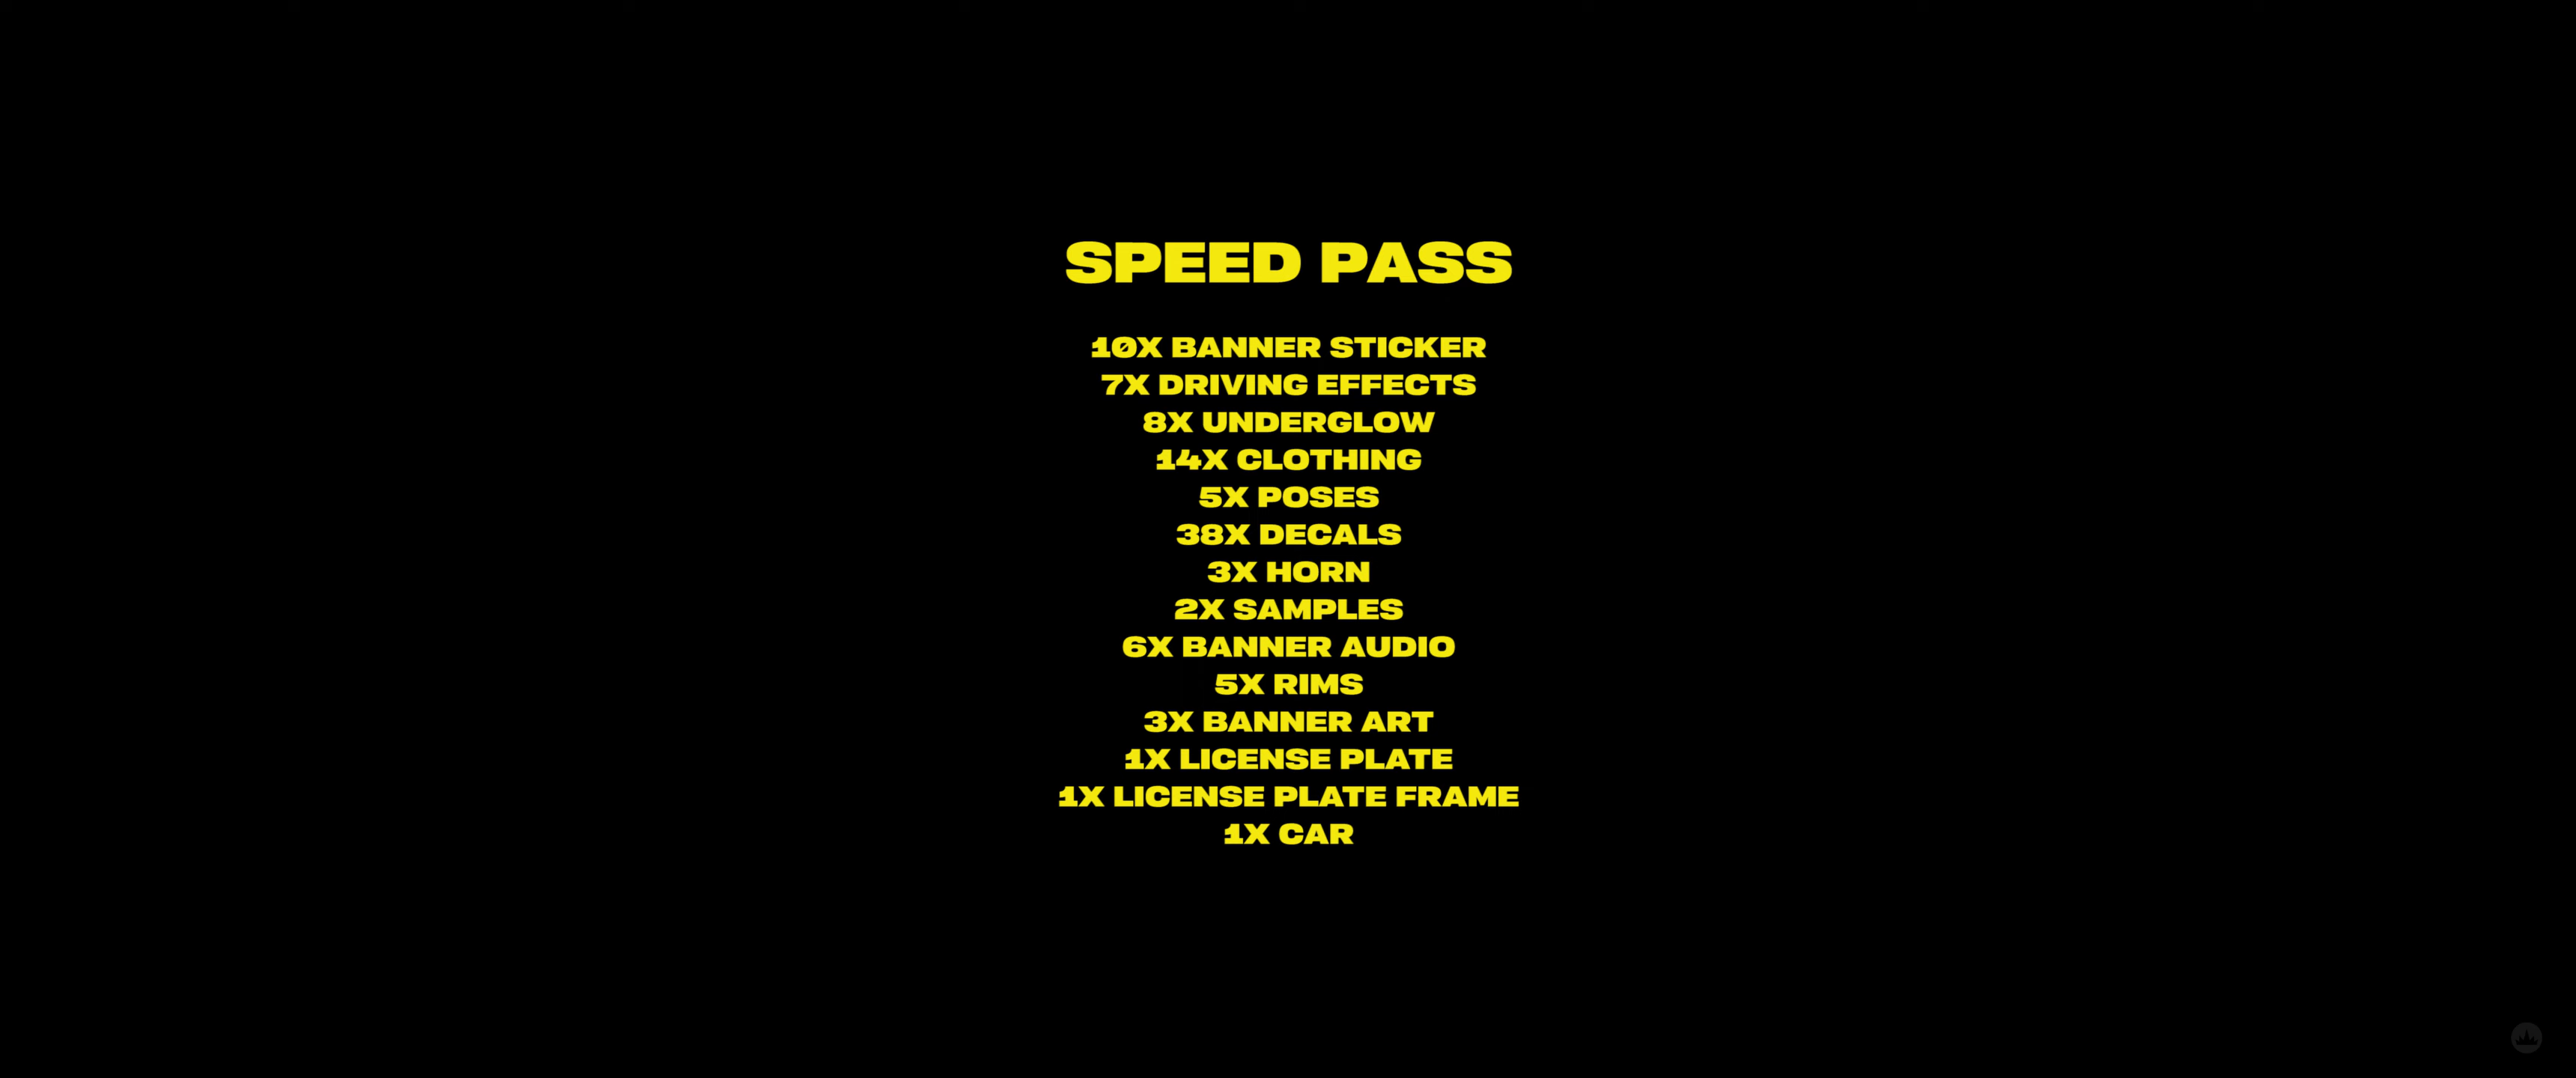 SPEED PASS
10X BANNER STICKER
7X DRIVING EFFECTS
8X UNDERGLOW
14X CLOTHING
5X POSES
38X DECALS
3X HORN
2X SAMPLES
6X BANNER AUDIO
5X RIMS
3X BANNER ART
1X LICENSE PLATE
1X LICENSE PLATE FRAME
1X CAR